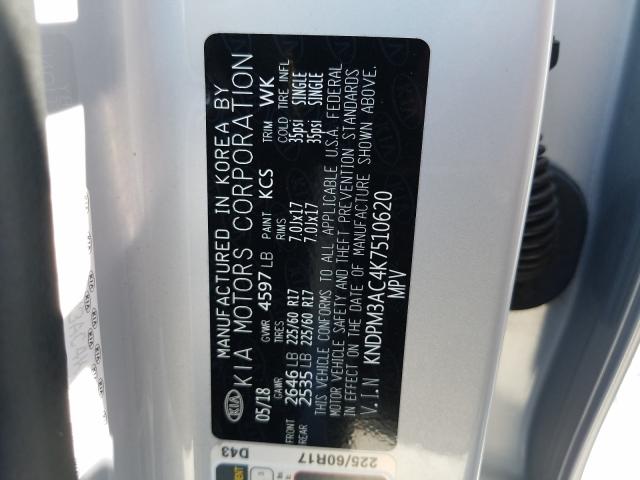 MANUFACTURED IN KOREA BY
KIA KIA MOTORS CORPORATION
05/18 GVWR 4597 LB PAINT KCS TRIM WK
GAWR TIRES RIMS COLD TIRE INFL
FRONT 2646 LB 225/60 R17 7.0Jx17 35psi SINGLE
REAR 2535 LB 225/60 R17 7.0Jx17 35psi SINGLE
THIS VEHICLE CONFORMS TO ALL APPLICABLE U.S.A. FEDERAL
MOTOR VEHICLE SAFETY AND THEFT PREVENTION STANDARDS
IN EFFECT ON THE DATE OF MANUFACTURE SHOWN ABOVE.
V.I.N KNDPM3AC4K7510620
MPV
D43
225/60R17